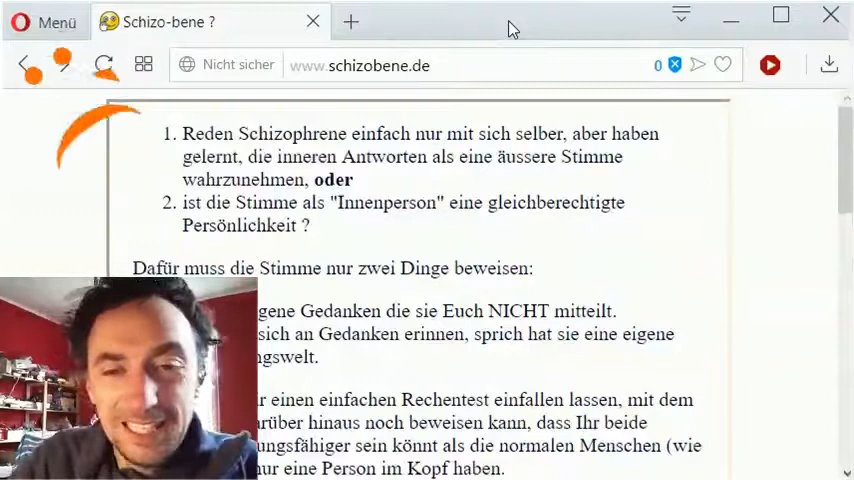 Menü
Schizo-bene ?
Nicht sicher
www.schizobene.de
0
1. Reden Schizophrene einfach nur mit sich selber, aber haben
gelernt, die inneren Antworten als eine äussere Stimme
wahrzunehmen, oder
2. ist die Stimme als "Innenperson" eine gleichberechtigte
Persönlichkeit ?
Dafür muss die Stimme nur zwei Dinge beweisen:
gene Gedanken die sie Euch NICHT mitteilt.
sich an Gedanken erinnen, sprich hat sie eine eigene
ngswelt.
r einen einfachen Rechentest einfallen lassen, mit dem
rüber hinaus noch beweisen kann, dass Ihr beide
ungsfähiger sein könnt als die normalen Menschen (wie
nur eine Person im Kopf haben.